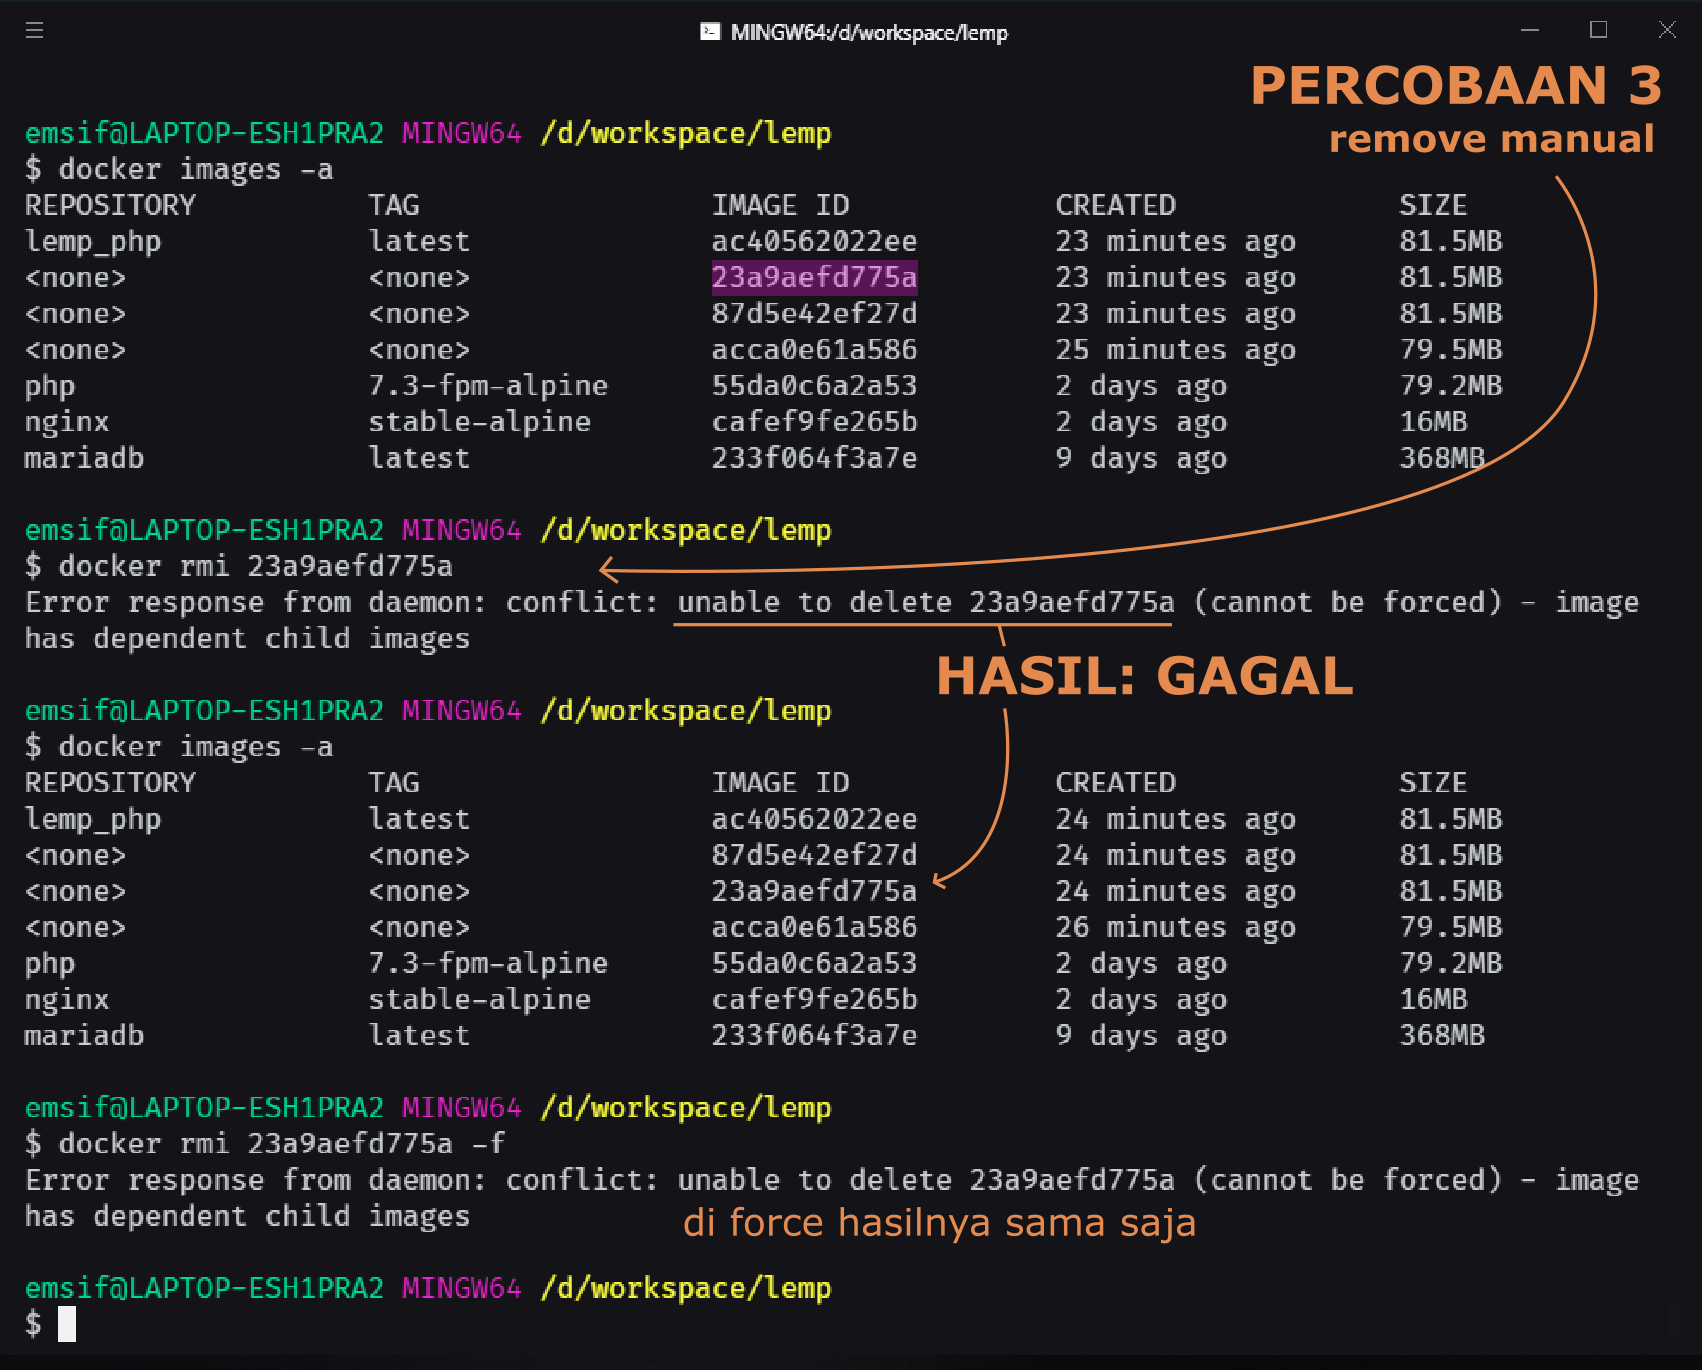 MINGW64:/d/workspace/lemp
PERCOBAAN 3
remove manual
emsif@LAPTOP-ESH1PRA2 MINGW64 /d/workspace/lemp
$ docker images -a
REPOSITORY TAG IMAGE ID CREATED SIZE
lemp_php latest ac40562022ee 23 minutes ago 81.5MB
<none> <none> 23a9aefd775a 23 minutes ago 81.5MB
<none> <none> 87d5e42ef27d 23 minutes ago 81.5MB
<none> <none> acca0e61a586 25 minutes ago 79.5MB
php 7.3-fpm-alpine 55da0c6a2a53 2 days ago 79.2MB
nginx stable-alpine cafef9fe265b 2 days ago 16MB
mariadb latest 233f064f3a7e 9 days ago 368MB
emsif@LAPTOP-ESH1PRA2 MINGW64 /d/workspace/lemp
$ docker rmi 23a9aefd775a
Error response from daemon: conflict: unable to delete 23a9aefd775a (cannot be forced) - image
has dependent child images
HASIL: GAGAL
emsif@LAPTOP-ESH1PRA2 MINGW64 /d/workspace/lemp
$ docker images -a
REPOSITORY TAG IMAGE ID CREATED SIZE
lemp_php latest ac40562022ee 24 minutes ago 81.5MB
<none> <none> 87d5e42ef27d 24 minutes ago 81.5MB
<none> <none> 23a9aefd775a 24 minutes ago 81.5MB
<none> <none> acca0e61a586 26 minutes ago 79.5MB
php 7.3-fpm-alpine 55da0c6a2a53 2 days ago 79.2MB
nginx stable-alpine cafef9fe265b 2 days ago 16MB
mariadb latest 233f064f3a7e 9 days ago 368MB
emsif@LAPTOP-ESH1PRA2 MINGW64 /d/workspace/lemp
$ docker rmi 23a9aefd775a -f
Error response from daemon: conflict: unable to delete 23a9aefd775a (cannot be forced) - image
has dependent child images
di force hasilnya sama saja
emsif@LAPTOP-ESH1PRA2 MINGW64 /d/workspace/lemp
$